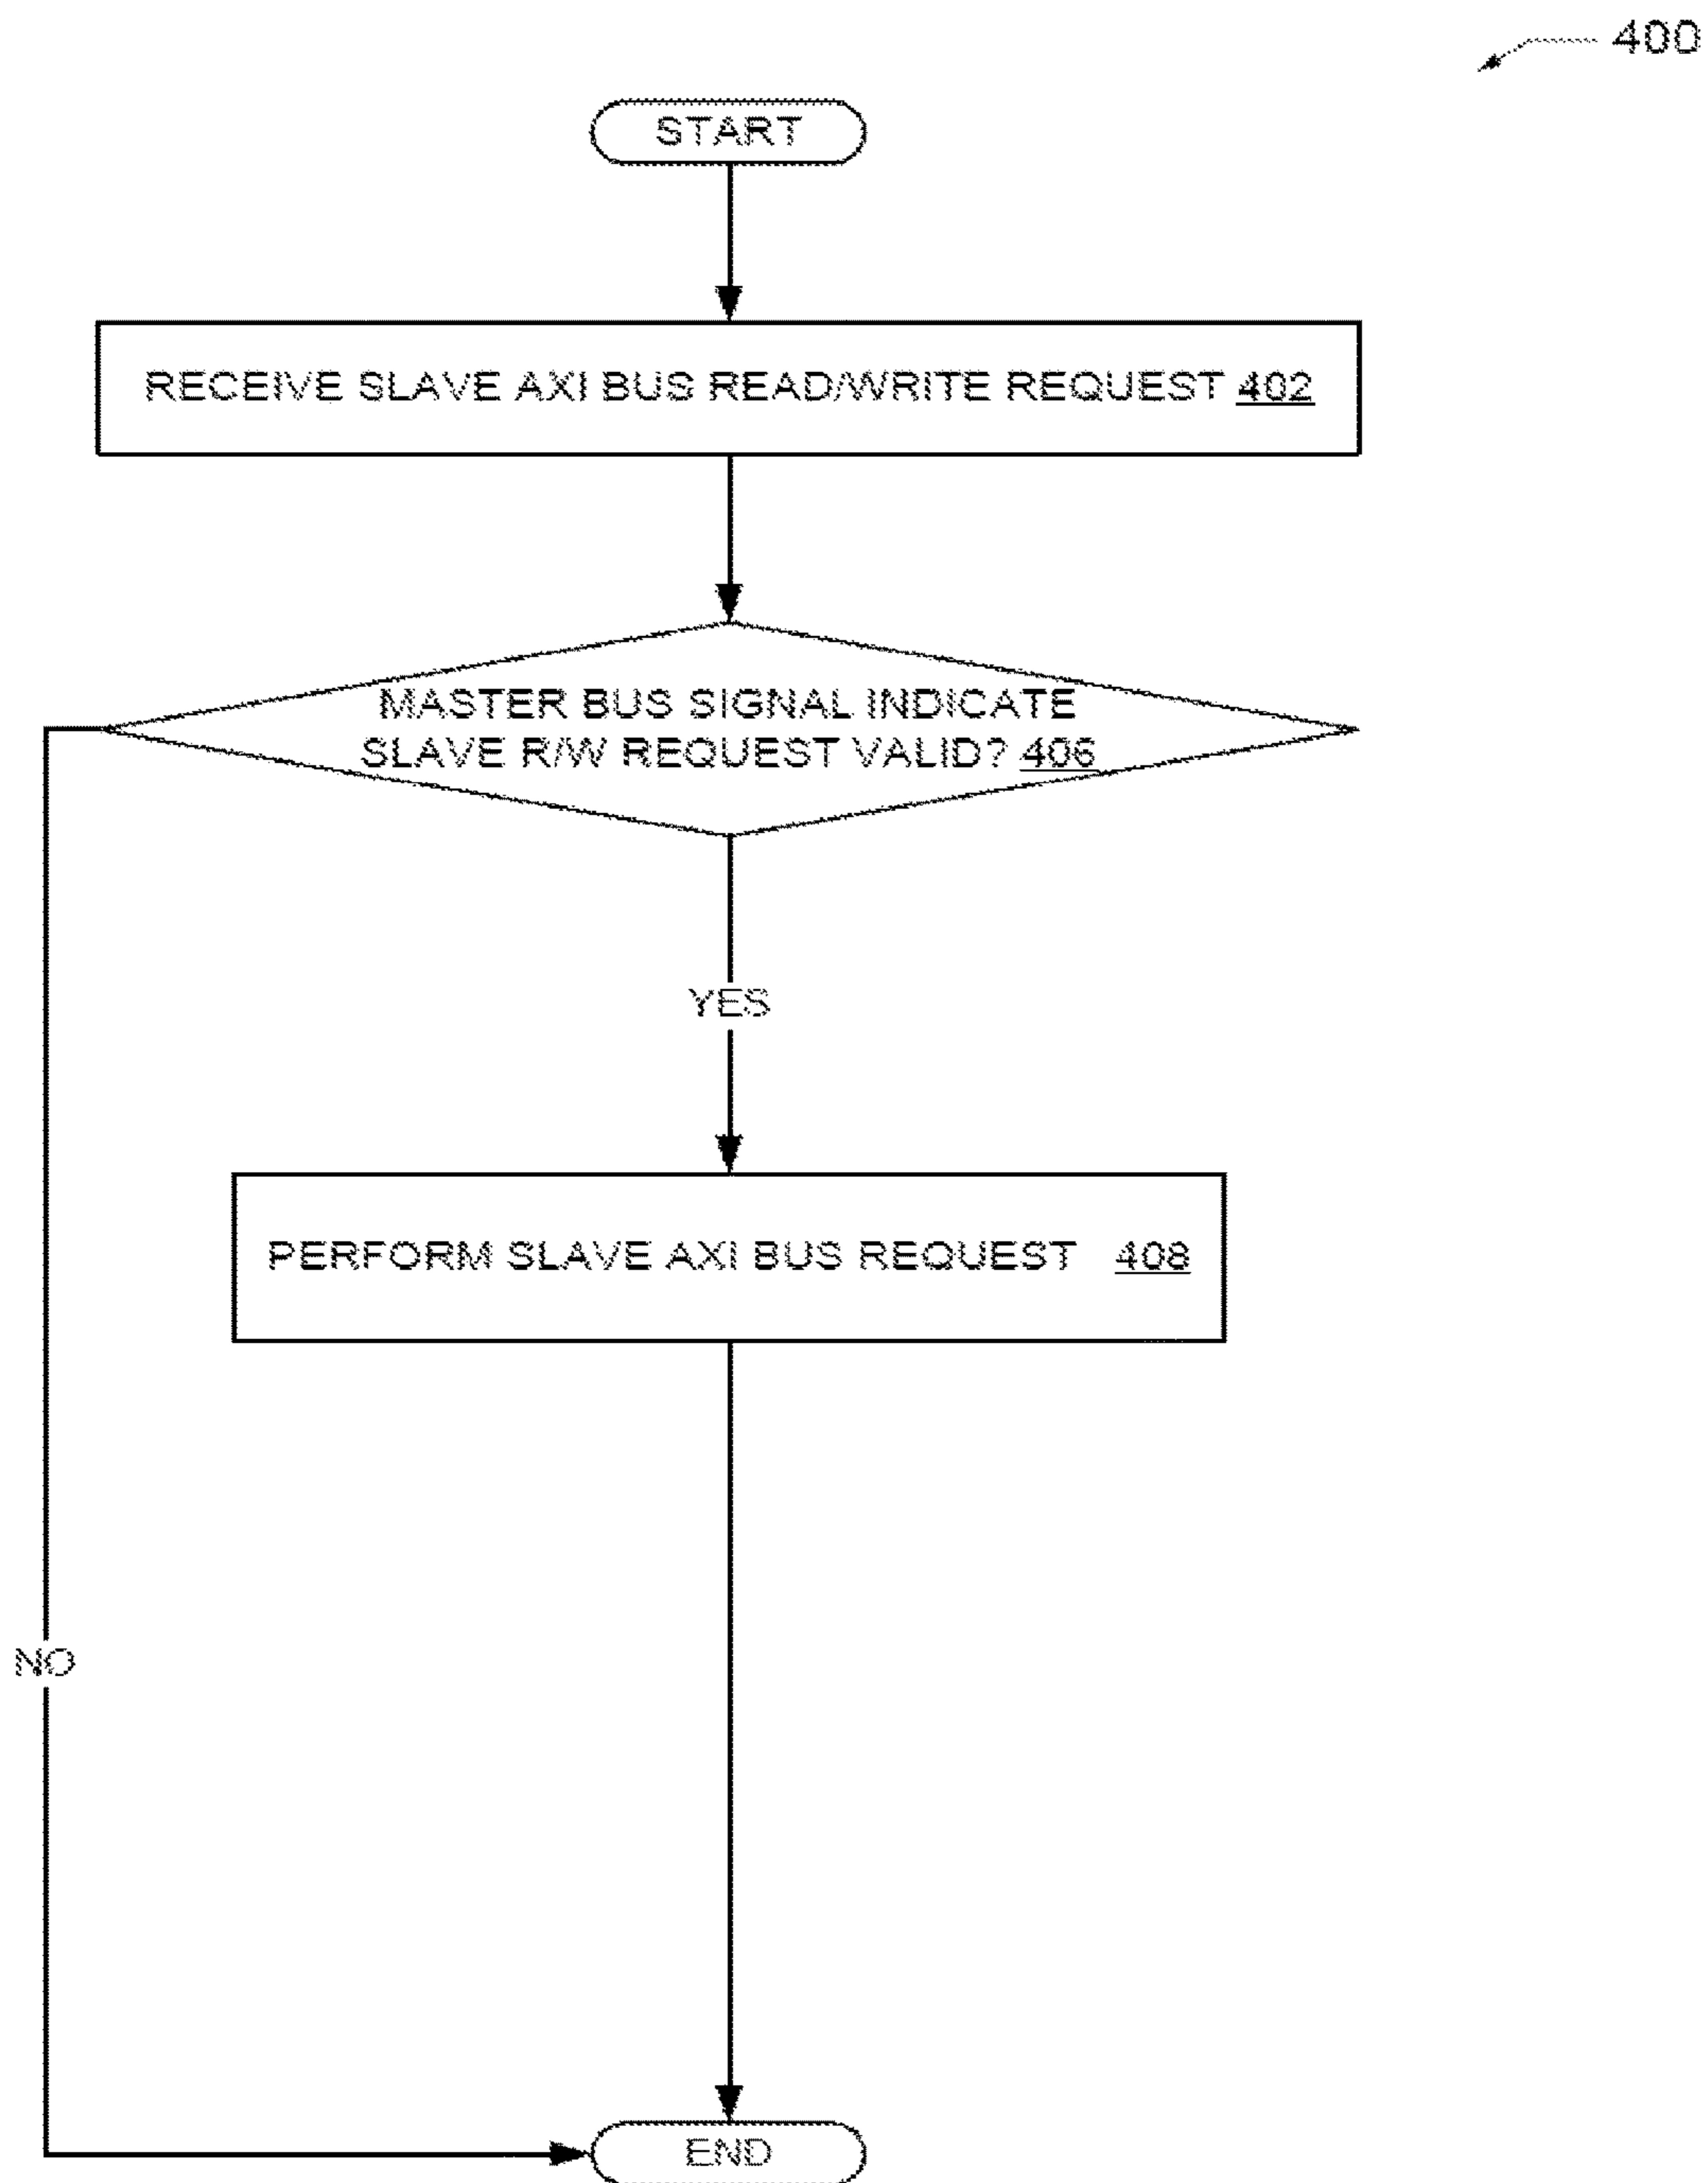 400
START
RECEIVE SLAVE AXI BUS READ/WRITE REQUEST 402
MASTER BUS SIGNAL INDICATE
SLAVE R/W REQUEST VALID? 406
YES
PERFORM SLAVE AXI BUS REQUEST 408
NO
END